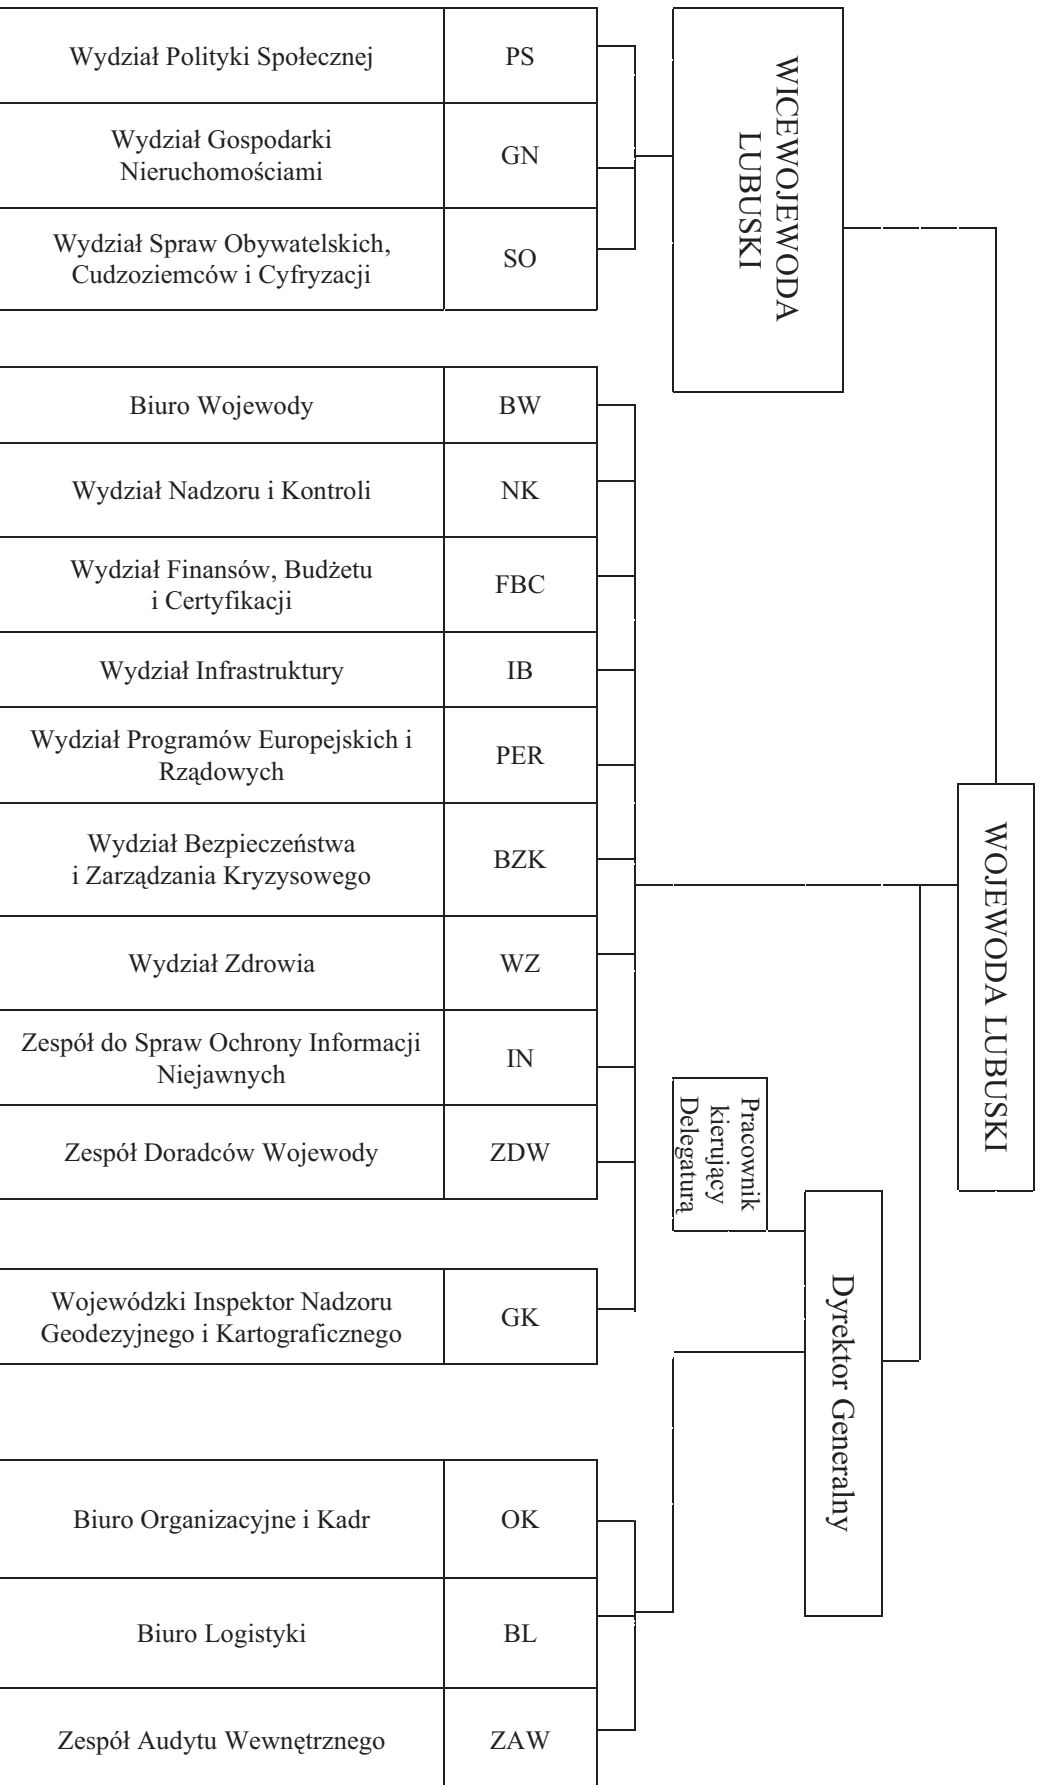 Wydział Polityki Społecznej
PS
Wydział Gospodarki
Nieruchomościami
GN
Wydział Spraw Obywatelskich,
Cudzoziemców i Cyfryzacji
SO
WICEWOJEWODA
LUBUSKI
Biuro Wojewody
BW
Wydział Nadzoru i Kontroli
NK
Wydział Finansów, Budżetu
i Certyfikacji
FBC
Wydział Infrastruktury
IB
Wydział Programów Europejskich i
Rządowych
PER
Wydział Bezpieczeństwa
i Zarządzania Kryzysowego
BZK
Wydział Zdrowia
WZ
Zespół do Spraw Ochrony Informacji
Niejawnych
IN
Zespół Doradców Wojewody
ZDW
WOJEWODA LUBUSKI
Pracownik
kierujący
Delegaturą
Wojewódzki Inspektor Nadzoru
Geodezyjnego i Kartograficznego
GK
Dyrektor Generalny
Biuro Organizacyjne i Kadr
OK
Biuro Logistyki
BL
Zespół Audytu Wewnętrznego
ZAW